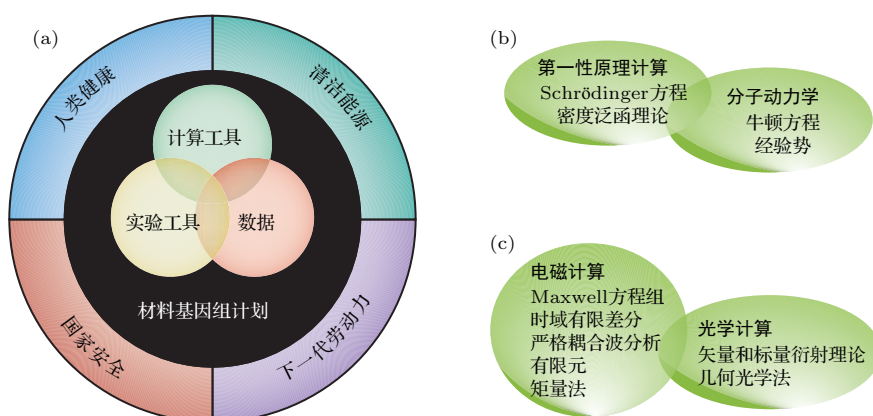 (a)
人类健康
清洁能源
计算工具
实验工具
数据
材料基因组计划
国家安全
下一代劳动力
(b)
第一性原理计算
Schrödinger方程
密度泛函理论
分子动力学
牛顿方程
经验势
(c)
电磁计算
Maxwell方程组
时域有限差分
严格耦合波分析
有限元
矩量法
光学计算
矢量和标量衍射理论
几何光学法